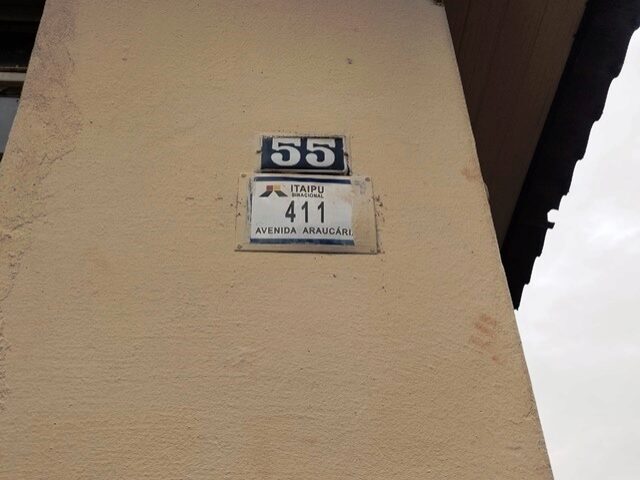 55
ITAIPU
BINACIONAL
411
AVENIDA ARAUCÁRI